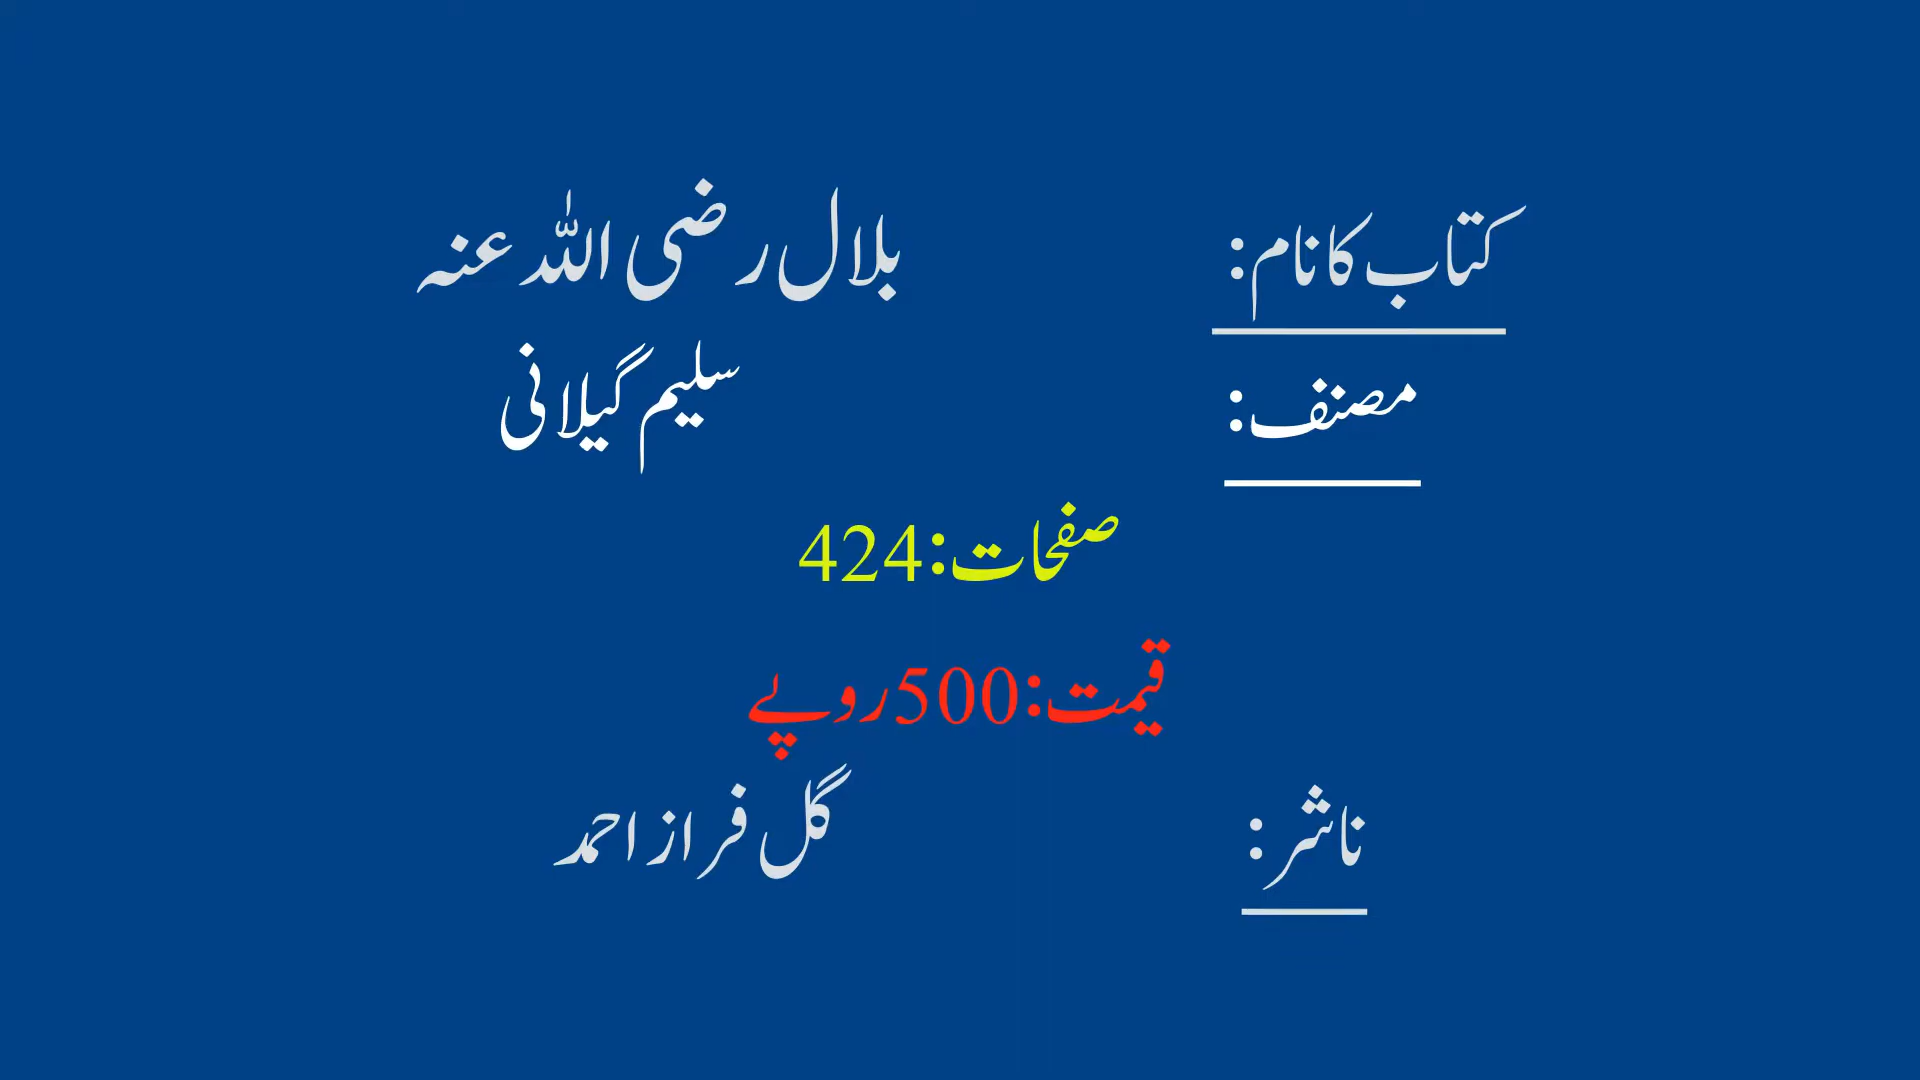 کتاب کا نام: بلال رضی اللہ عنہ
مصنف: سلیم گیلانی
صفحات:424
قیمت:500روپے
ناشر: گل فراز احمد